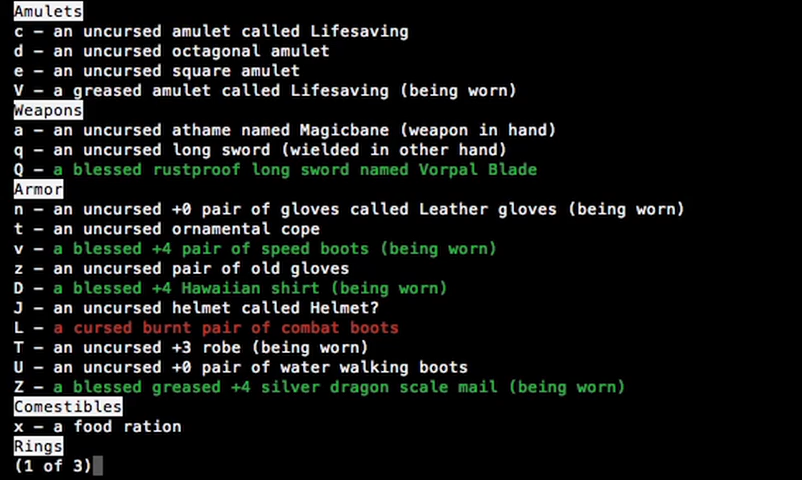 Amulets
c - an uncursed amulet called Lifesaving
d - an uncursed octagonal amulet
e - an uncursed square amulet
V - a greased amulet called Lifesaving (being worn)
Weapons
a - an uncursed athame named Magicbane (weapon in hand)
q - an uncursed long sword (wielded in other hand)
Q - a blessed rustproof long sword named Vorpal Blade
Armor
n - an uncursed +0 pair of gloves called Leather gloves (being worn)
t - an uncursed ornamental cope
v - a blessed +4 pair of speed boots (being worn)
z - an uncursed pair of old gloves
D - a blessed +4 Hawaiian shirt (being worn)
J - an uncursed helmet called Helmet?
L - a cursed burnt pair of combat boots
T - an uncursed +3 robe (being worn)
U - an uncursed +0 pair of water walking boots
Z - a blessed greased +4 silver dragon scale mail (being worn)
Comestibles
x - a food ration
Rings
(1 of 3)